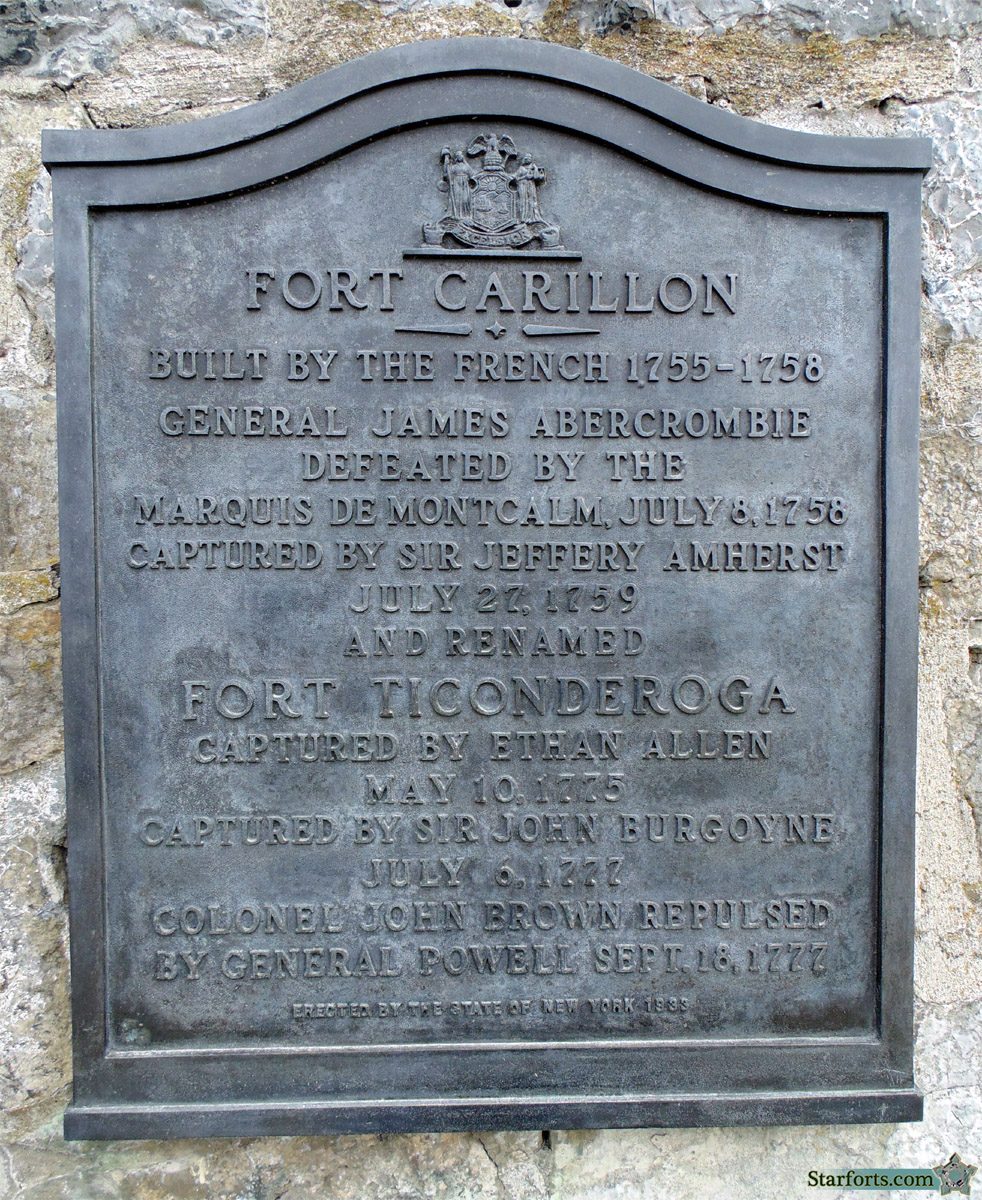 EXCELSIOR
FORT CARILLON
BUILT BY THE FRENCH 1755-1758
GENERAL JAMES ABERCROMBIE
DEFEATED BY THE
MARQUIS DE MONTCALM, JULY 8, 1758
CAPTURED BY SIR JEFFERY AMHERST
JULY 27, 1759
AND RENAMED
FORT TICONDEROGA
CAPTURED BY ETHAN ALLEN
MAY 10, 1775
CAPTURED BY SIR JOHN BURGOYNE
JULY 6, 1777
COLONEL JOHN BROWN REPULSED
BY GENERAL POWELL SEPT. 18, 1777
ERECTED BY THE STATE OF NEW YORK 1933
Starforts.com